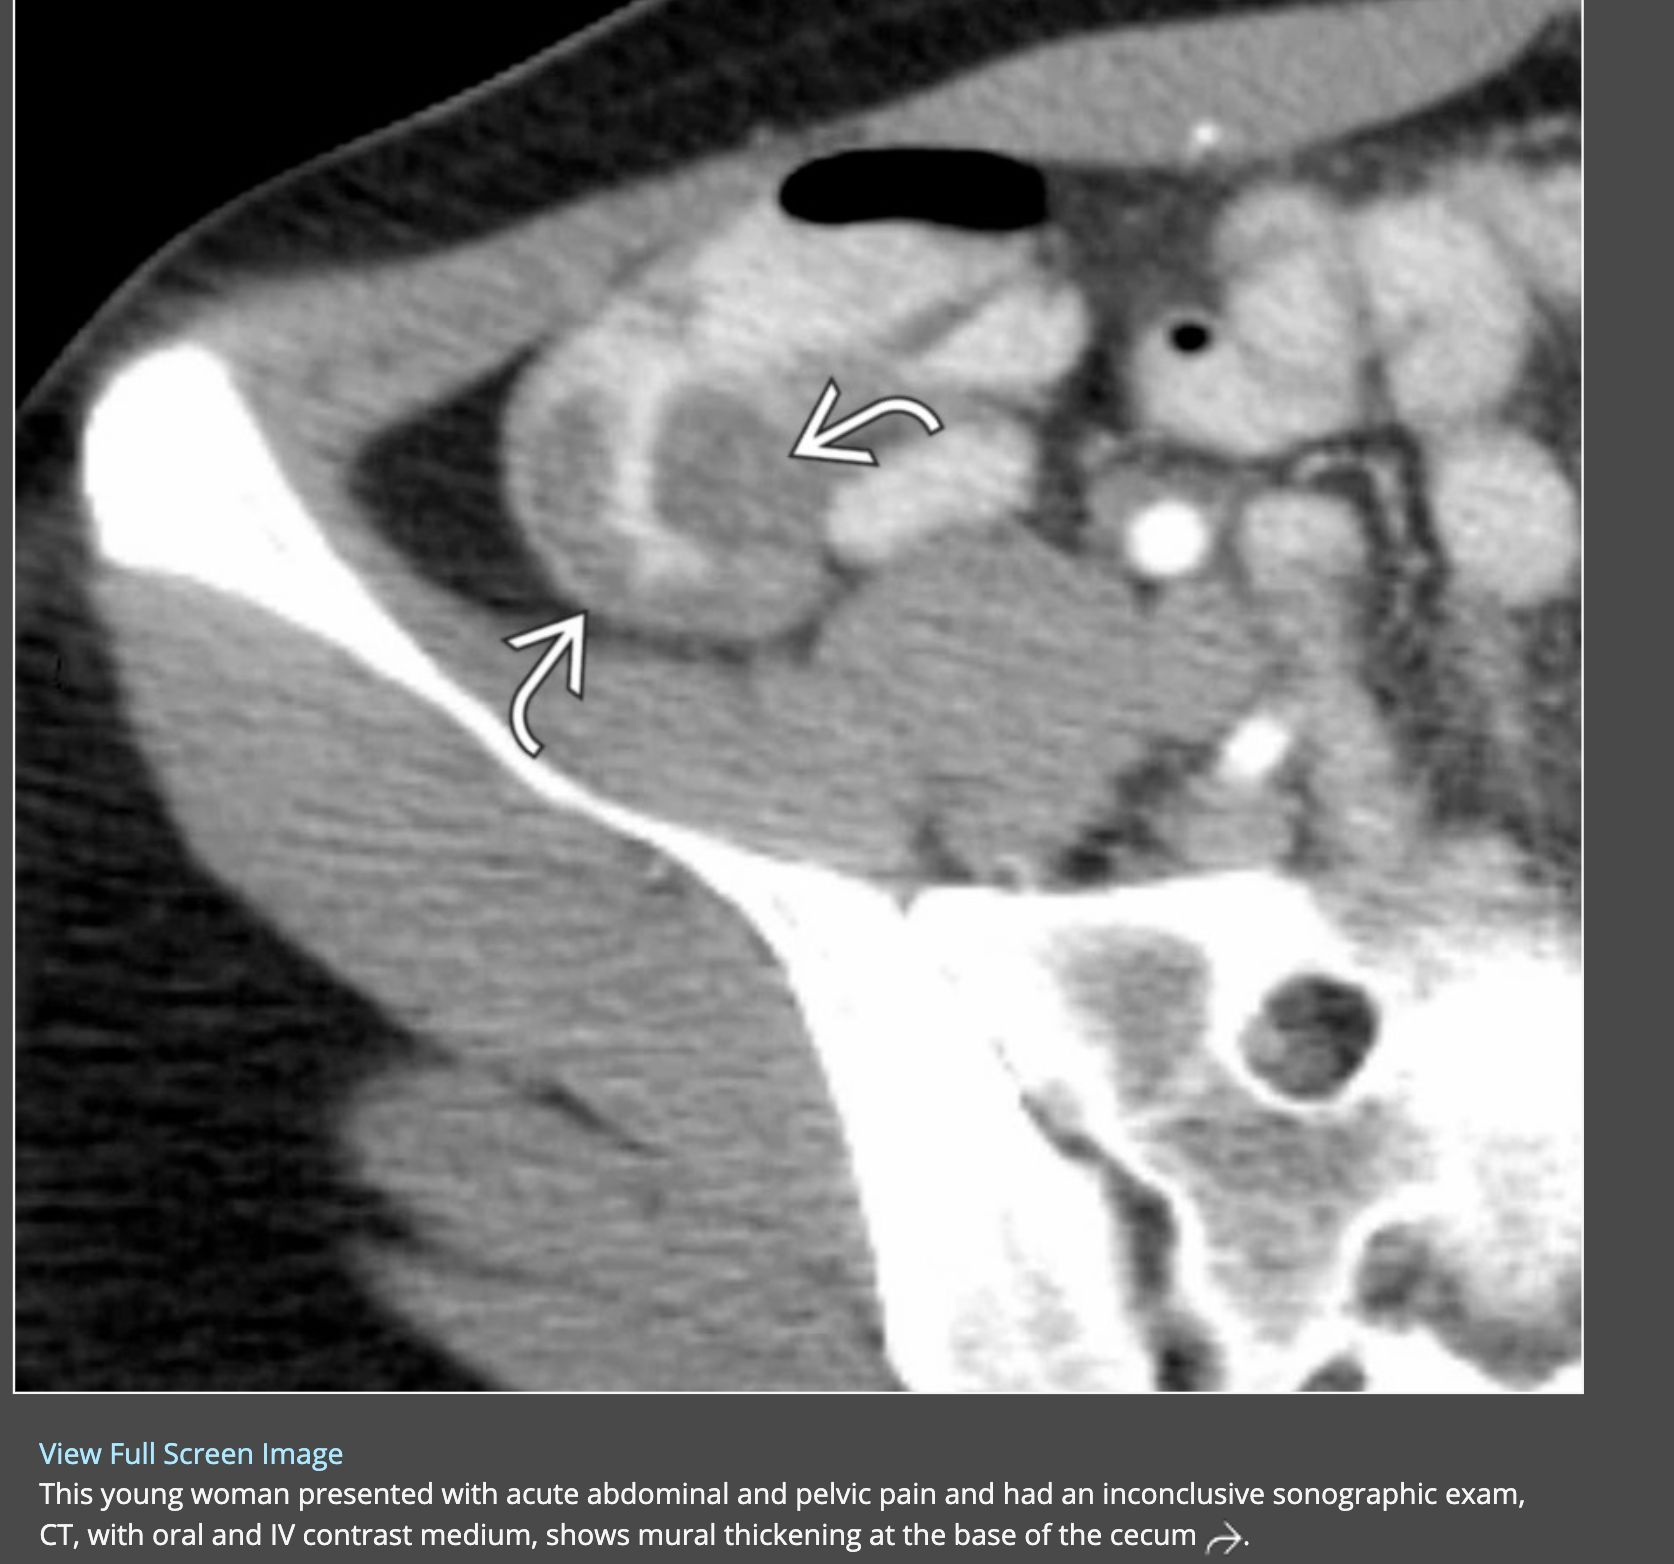 View Full Screen Image
This young woman presented with acute abdominal and pelvic pain and had an inconclusive sonographic exam,
CT, with oral and IV contrast medium, shows mural thickening at the base of the cecum .